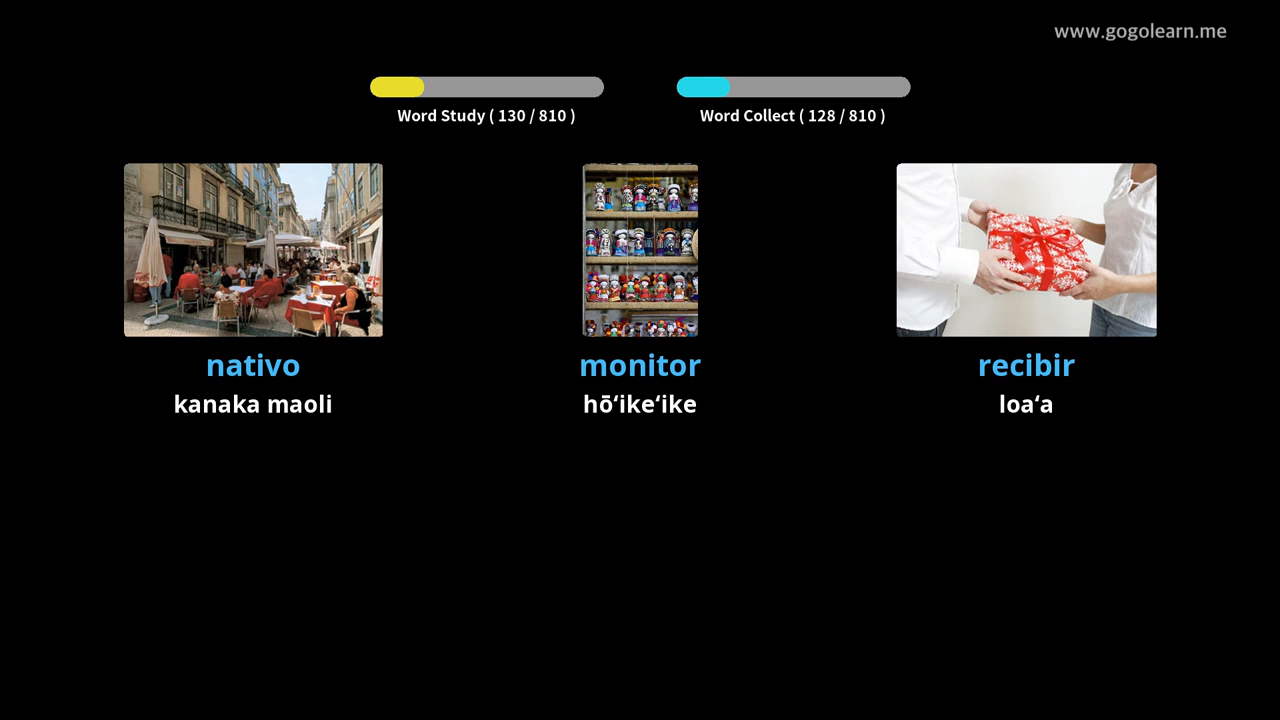 www.gogolearn.me
Word Study ( 130 / 810 )
Word Collect ( 128 / 810 )
nativo
kanaka maoli
monitor
hōʻikeʻike
recibir
loaʻa